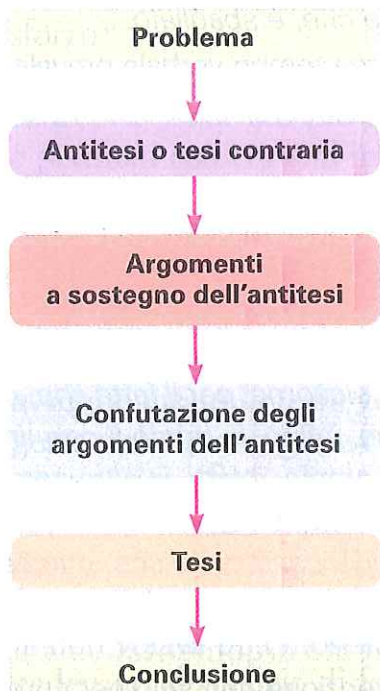 Problema
Antitesi o tesi contraria
Argomenti
a sostegno dell'antitesi
Confutazione degli
argomenti dell'antitesi
Tesi
Conclusione